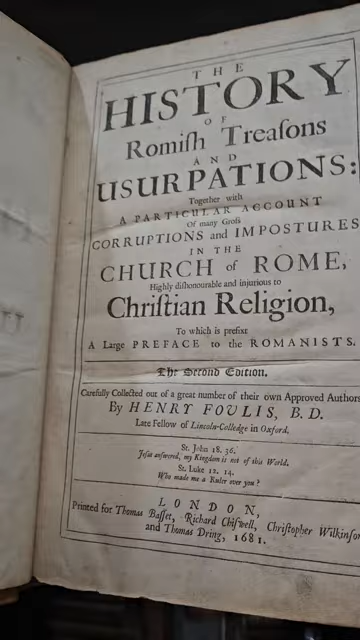 THE
HISTORY
OF
Romiſh Treaſons
AND
USURPATIONS:
Together with
A PARTICULAR ACCOUNT
Of many Groſs
CORRUPTIONS and IMPOSTURES
IN THE
CHURCH of ROME,
Highly diſhonourable and injurious to
Chriſtian Religion,
To which is prefixt
A Large PREFACE to the ROMANISTS.
The Second Edition.
Carefully Collected out of a great number of their own Approved Authors
By HENRY FOULIS, B. D.
Late Fellow of Lincoln-Colledge in Oxford.
St. John 18. 36.
Jeſus anſwered, my Kingdom is not of this World.
St. Luke 12. 14.
Who made me a Ruler over you?
LONDON,
Printed for Thomas Baſſet, Richard Chiſwell, Chriſtopher Wilkinſon
and Thomas Dring, 1681.